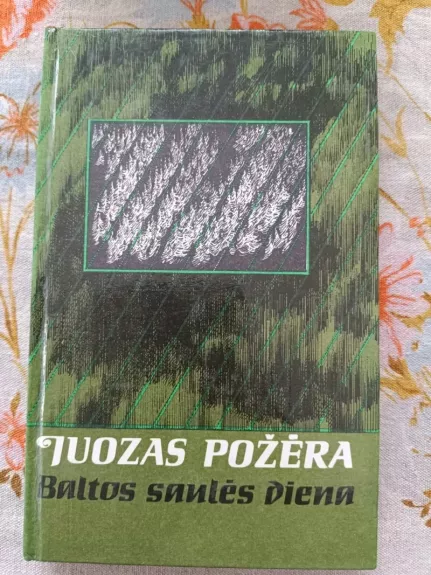 JUOZAS POŽĖRA
Baltos saulės diena